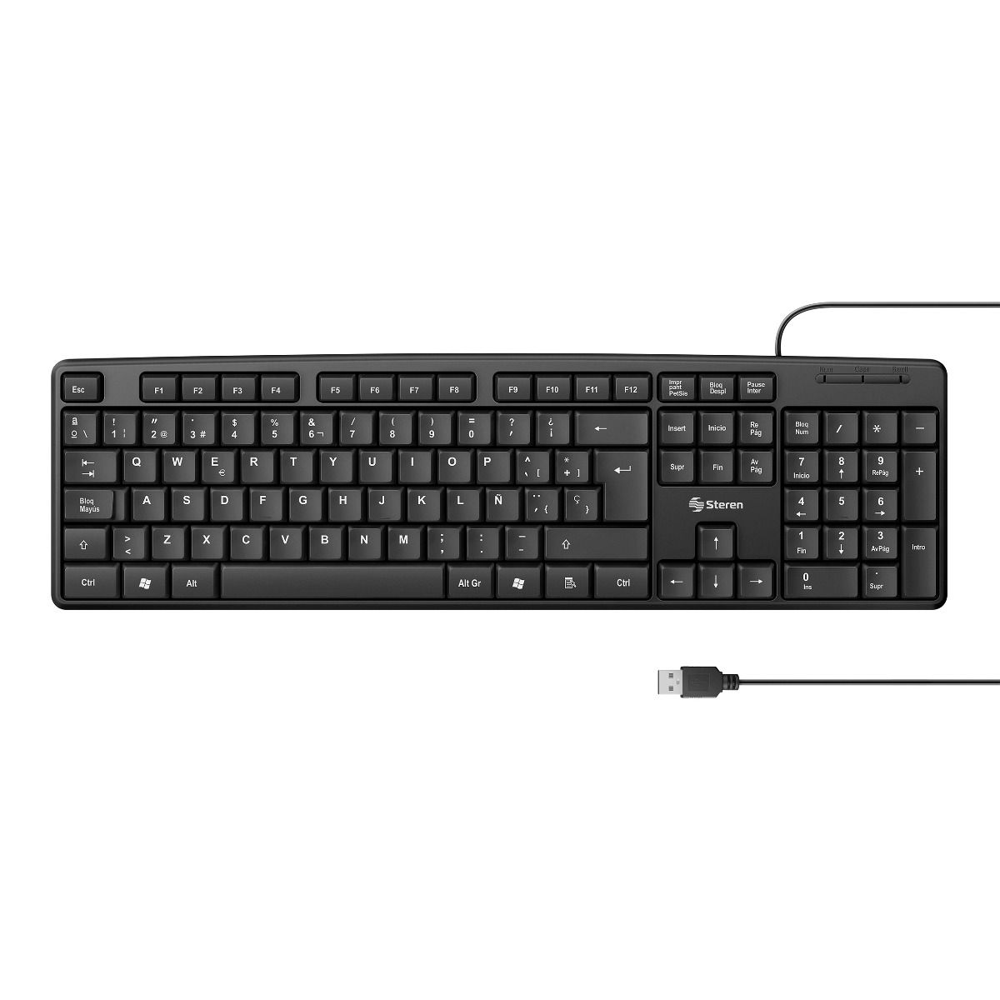 Num Caps Scroll
Esc F1 F2 F3 F4 F5 F6 F7 F8 F9 F10 F11 F12
Impr
pant
PetSis
Bloq
Despl
Pause
Inter
ª ! " · $ % & / ( ) = ? ¿
º \ 1 ¦ 2 @ 3 # 4 5 6 ¬ 7 8 9 0 ' ¡ ←
Insert Inicio Re
Pág
Bloq
Num
/ * −
Q W E R T Y U I O P ^ *
€ ` [ + ]
Supr Fin Av
Pág
7 8 9 +
Inicio ↑ RePág
Bloq
Mayús
A S D F G H J K L Ñ ¨ Ç
´ { }
Steren
4 5 6
← →
⇧ > Z X C V B N M ; : _ ⇧
< , . -
↑
1 2 3 Intro
Fin ↓ AvPág
Ctrl Alt Alt Gr Ctrl
← ↓ →
0 .
Ins Supr